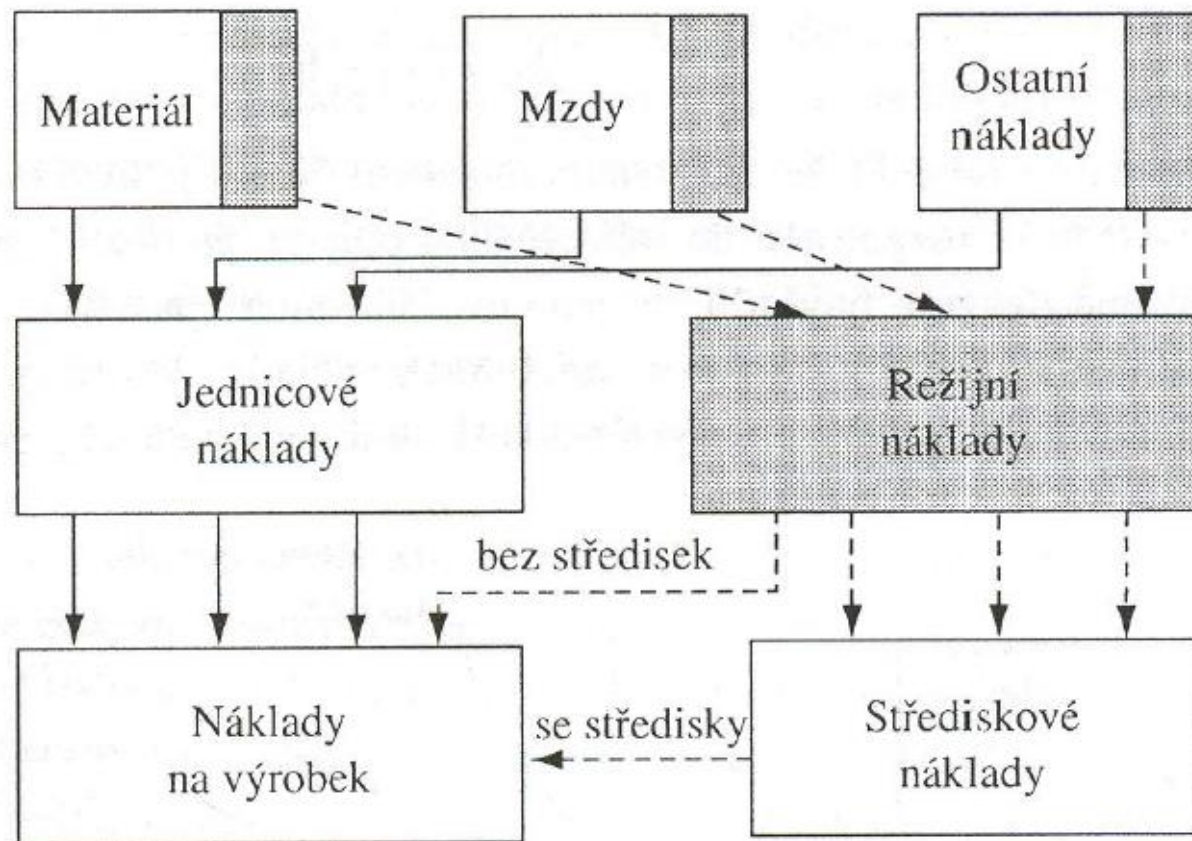 Materiál
Mzdy
Ostatní
náklady
Jednicové
náklady
Režijní
náklady
bez středisek
Náklady
na výrobek
se středisky
Střediskové
náklady